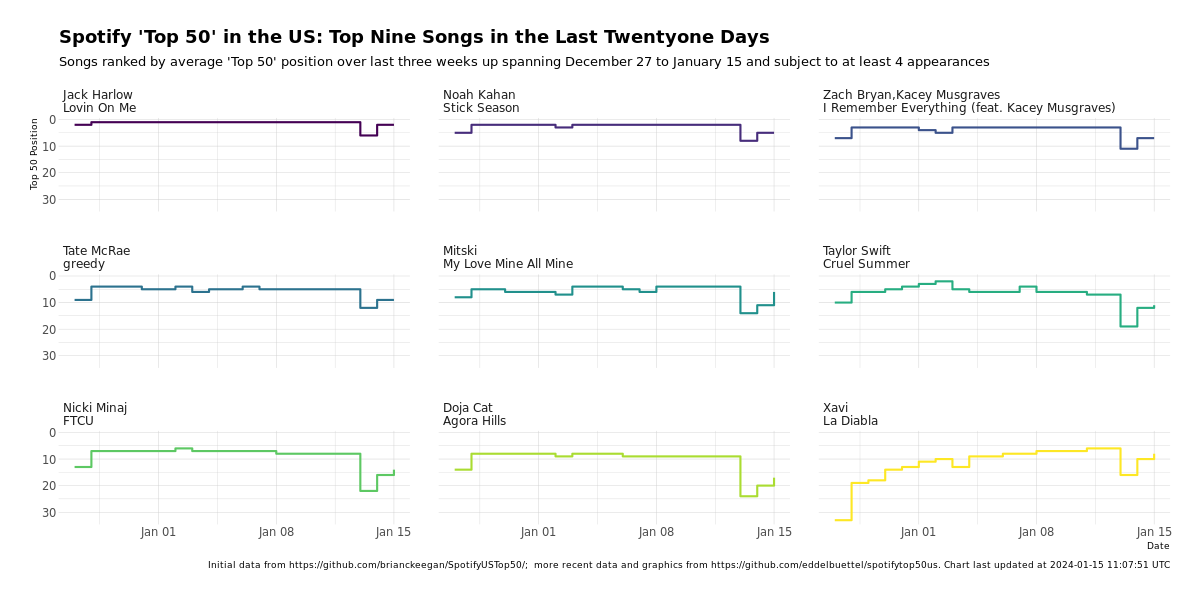 Spotify 'Top 50' in the US: Top Nine Songs in the Last Twentyone Days
Songs ranked by average 'Top 50' position over last three weeks up spanning December 27 to January 15 and subject to at least 4 appearances
Jack Harlow
Lovin On Me
Noah Kahan
Stick Season
Zach Bryan,Kacey Musgraves
I Remember Everything (feat. Kacey Musgraves)
Top 50 Position
0
10
20
30
Tate McRae
greedy
Mitski
My Love Mine All Mine
Taylor Swift
Cruel Summer
0
10
20
30
Nicki Minaj
FTCU
Doja Cat
Agora Hills
Xavi
La Diabla
0
10
20
30
Jan 01 Jan 08 Jan 15
Jan 01 Jan 08 Jan 15
Jan 01 Jan 08 Jan 15
Date
Initial data from https://github.com/brianckeegan/SpotifyUSTop50/;  more recent data and graphics from https://github.com/eddelbuettel/spotifytop50us. Chart last updated at 2024-01-15 11:07:51 UTC